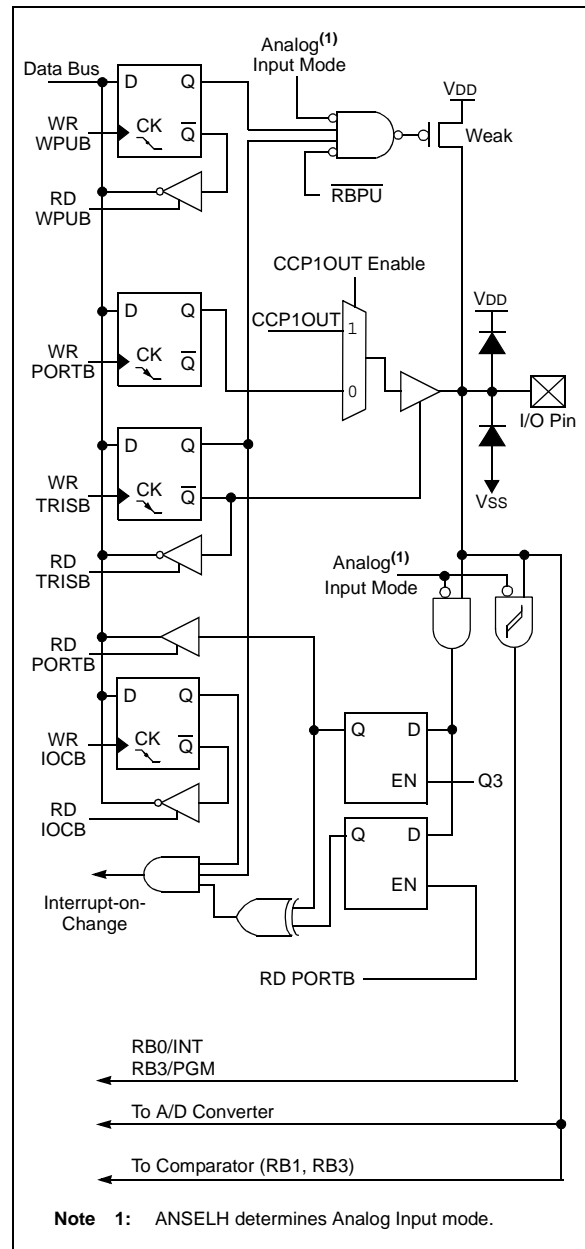 Analog(1)
Input Mode
Data Bus
D Q
VDD
WR
WPUB
CK Q
Weak
RD
WPUB
RBPU
CCP1OUT Enable
D Q
CCP1OUT 1
VDD
WR
PORTB
CK Q
0
I/O Pin
D Q
WR
TRISB
CK Q
VSS
RD
TRISB
Analog(1)
Input Mode
RD
PORTB
D Q
Q D
WR
IOCB
CK Q
EN Q3
RD
IOCB
Q D
EN
Interrupt-on-
Change
RD PORTB
RB0/INT
RB3/PGM
To A/D Converter
To Comparator (RB1, RB3)
Note 1: ANSELH determines Analog Input mode.